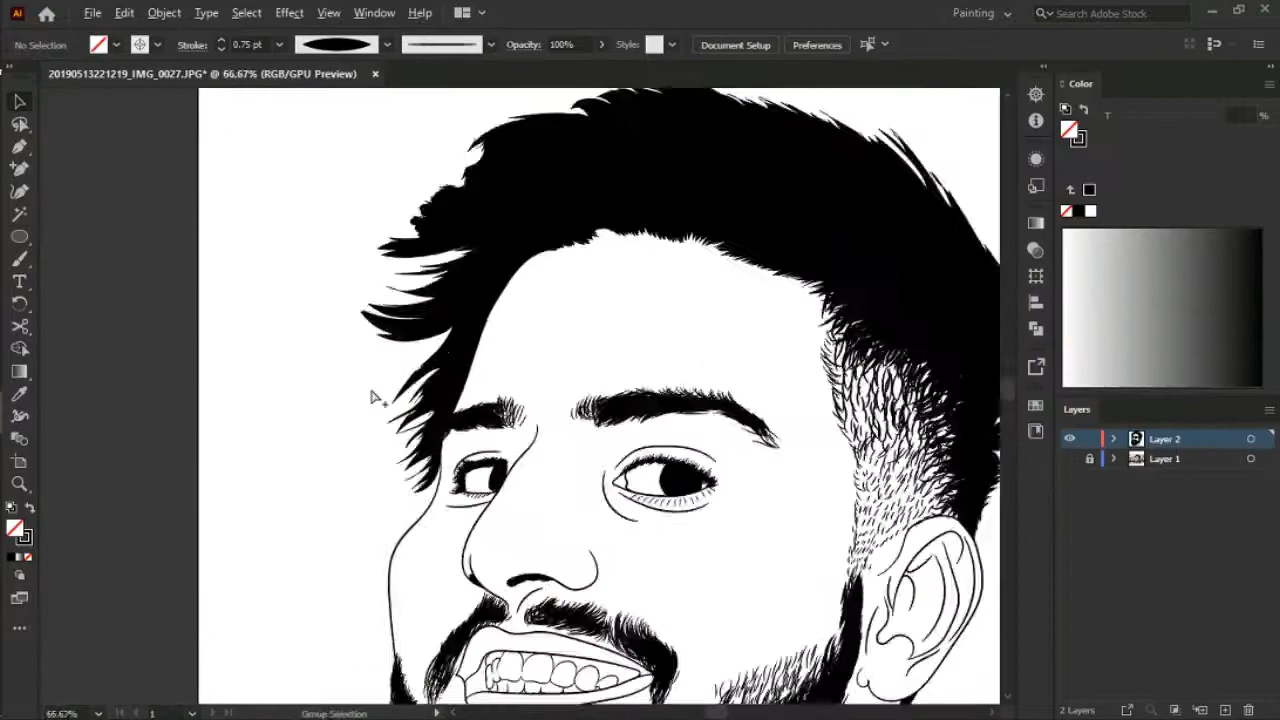 Ai File Edit Object Type Select Effect View Window Help Painting Search Adobe Stock
No Selection Stroke: 0.75 pt Opacity: 100% Style: Document Setup Preferences
20190513221219_IMG_0027.JPG* @ 66.67% (RGB/GPU Preview) ×
Color
T %
Layers
Layer 2
Layer 1
66.67% 1 Group Selection 2 Layers